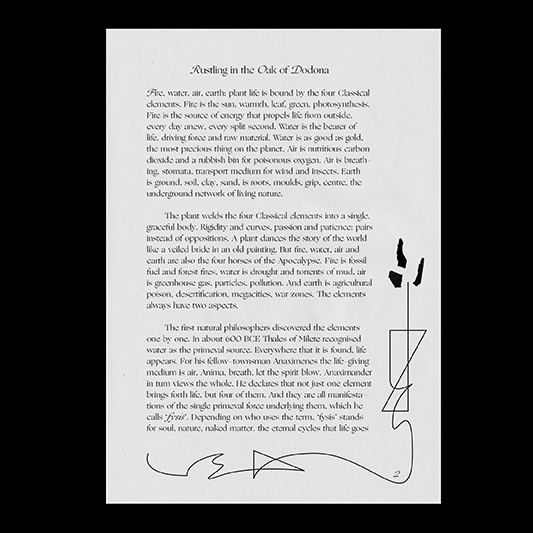 Rustling in the Oak of Dodona
Fire, water, air, earth: plant life is bound by the four Classical
elements. Fire is the sun, warmth, leaf, green, photosynthesis.
Fire is the source of energy that propels life from outside,
every day anew, every split second. Water is the bearer of
life, driving force and raw material. Water is as good as gold,
the most precious thing on the planet. Air is nutritious carbon
dioxide and a rubbish bin for poisonous oxygen. Air is breath-
ing, stomata, transport medium for wind and insects. Earth
is ground, soil, clay, sand, is roots, moulds, grip, centre, the
underground network of living nature.
The plant welds the four Classical elements into a single,
graceful body. Rigidity and curves, passion and patience: pairs
instead of oppositions. A plant dances the story of the world
like a veiled bride in an old painting. But fire, water, air and
earth are also the four horses of the Apocalypse. Fire is fossil
fuel and forest fires, water is drought and torrents of mud, air
is greenhouse gas, particles, pollution. And earth is agricultural
poison, desertification, megacities, war zones. The elements
always have two aspects.
The first natural philosophers discovered the elements
one by one. In about 600 BCE Thales of Milete recognised
water as the primeval source. Everywhere that it is found, life
appears. For his fellow-townsman Anaximenes the life-giving
medium is air. Anima, breath, let the spirit blow. Anaximander
in turn views the whole. He declares that not just one element
brings forth life, but four of them. And they are all manifesta-
tions of the single primeval force underlying them, which he
calls 'fysis'. Depending on who uses the term, 'fysis' stands
for soul, nature, naked matter, the eternal cycles that life goes
2